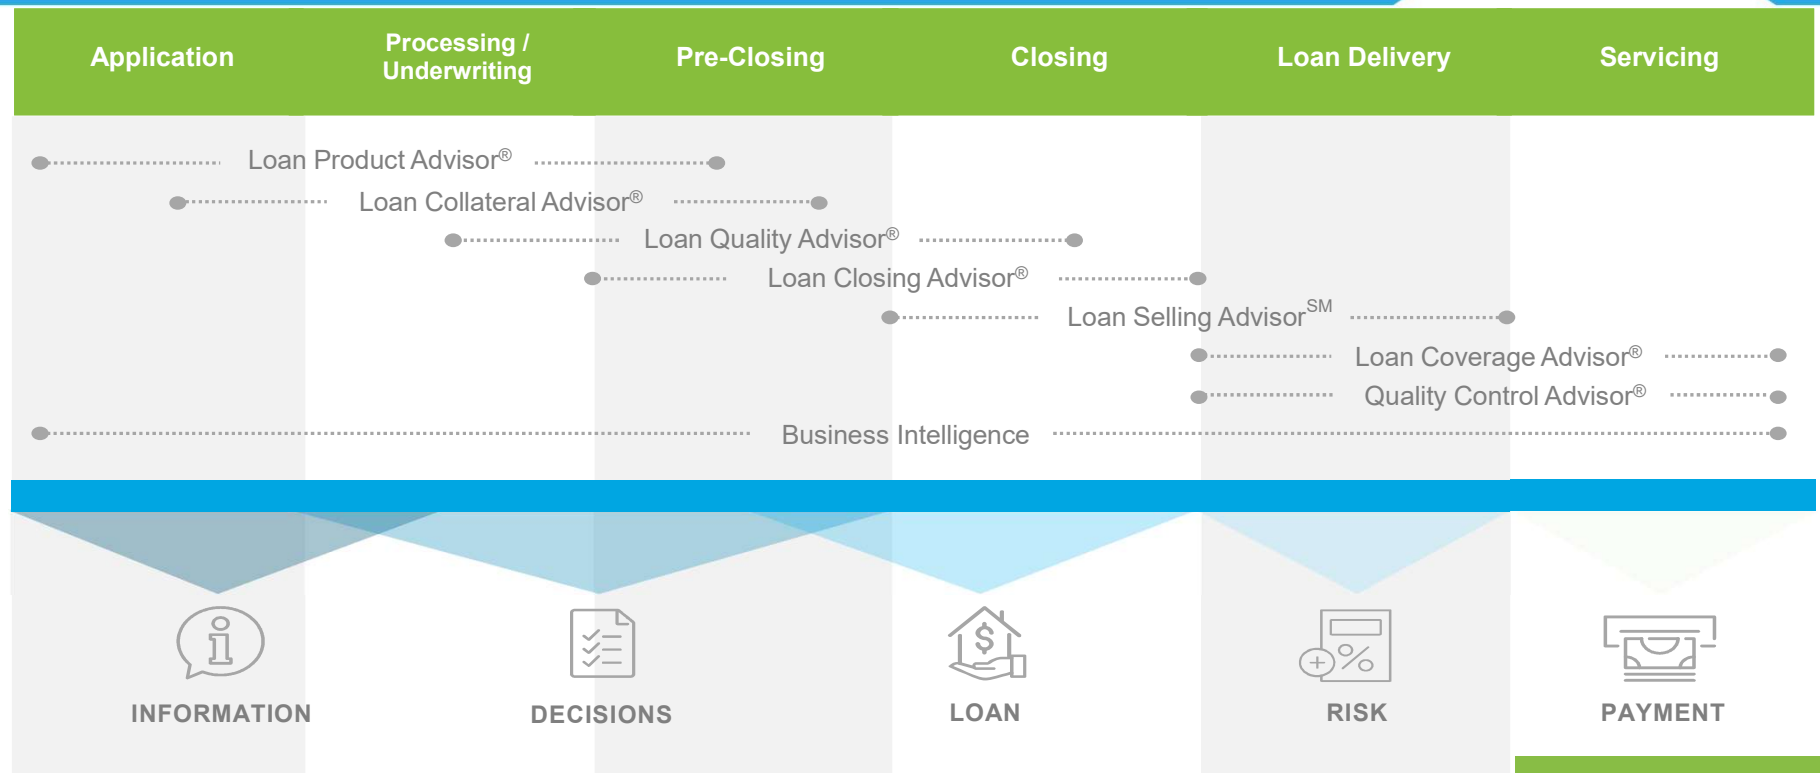 Application
Processing /
Underwriting
Pre-Closing
Closing
Loan Delivery
Servicing
Loan Product Advisor®
Loan Collateral Advisor®
Loan Quality Advisor®
Loan Closing Advisor®
Loan Selling Advisor℠
Loan Coverage Advisor®
Quality Control Advisor®
Business Intelligence
INFORMATION
DECISIONS
LOAN
RISK
PAYMENT